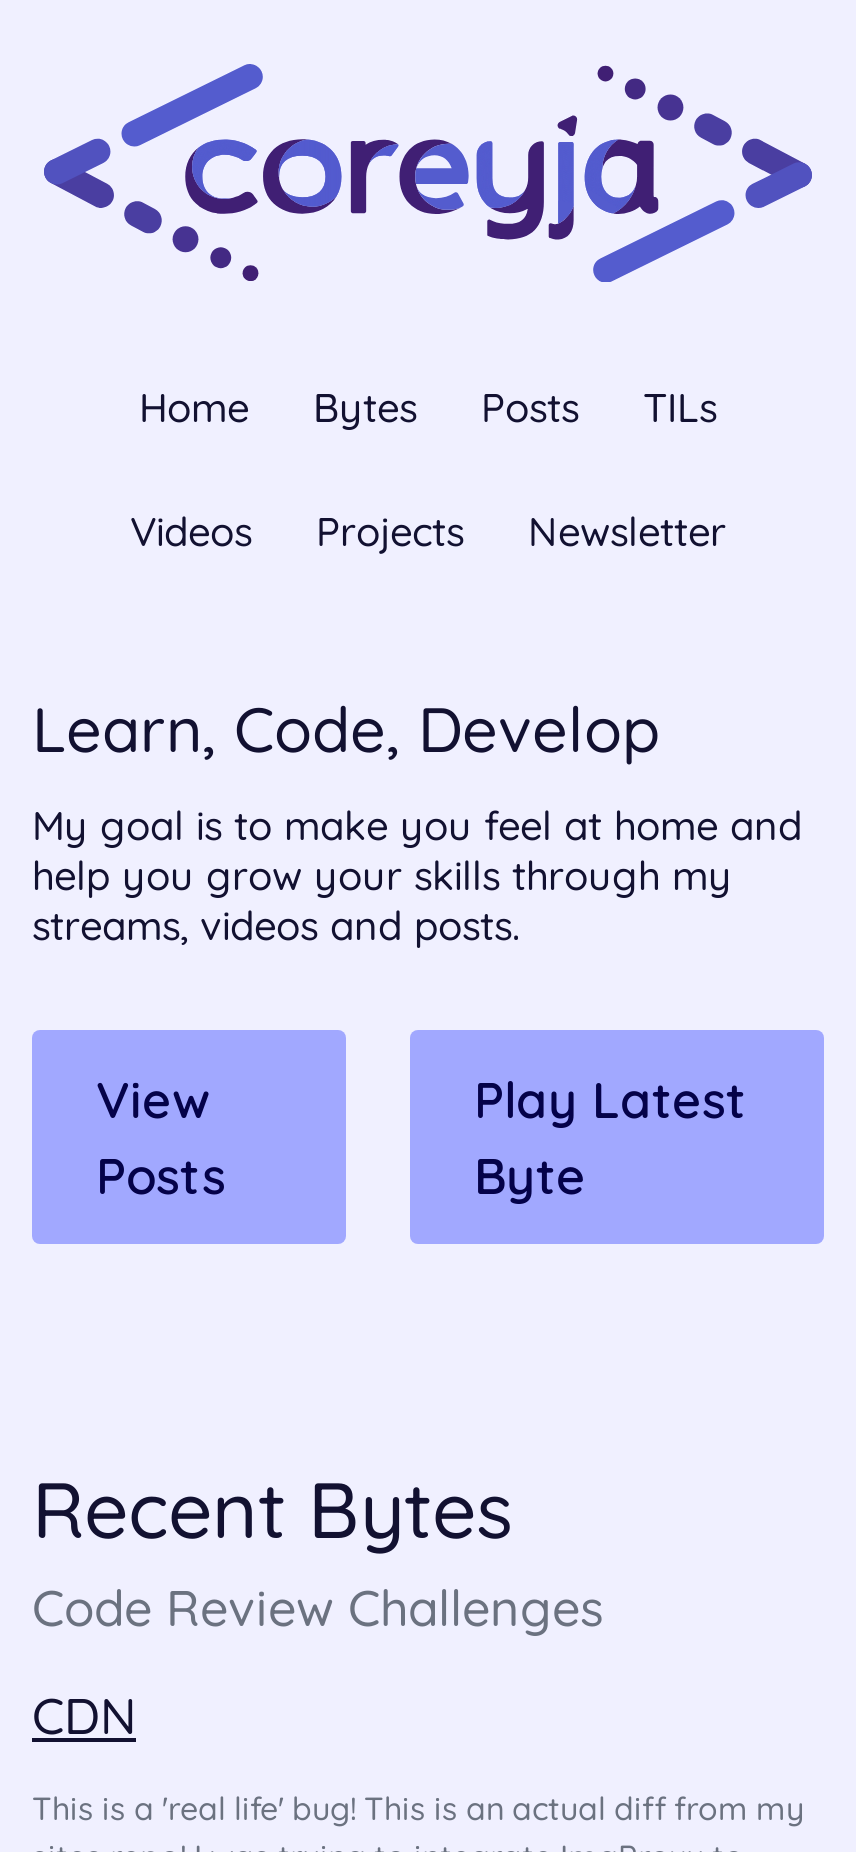 coreyja
Home Bytes Posts TILs
Videos Projects Newsletter
Learn, Code, Develop
My goal is to make you feel at home and
help you grow your skills through my
streams, videos and posts.
View
Posts
Play Latest
Byte
Recent Bytes
Code Review Challenges
CDN
This is a 'real life' bug! This is an actual diff from my